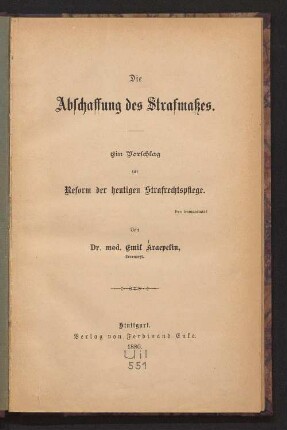 Die
Abschaffung des Strafmaßes.
Ein Vorschlag
zur
Reform der heutigen Strafrechtspflege.
Von
Dr. med. Emil Kraepelin,
Stuttgart.
Verlag von Ferdinand Enke.
1880.
U i l
551